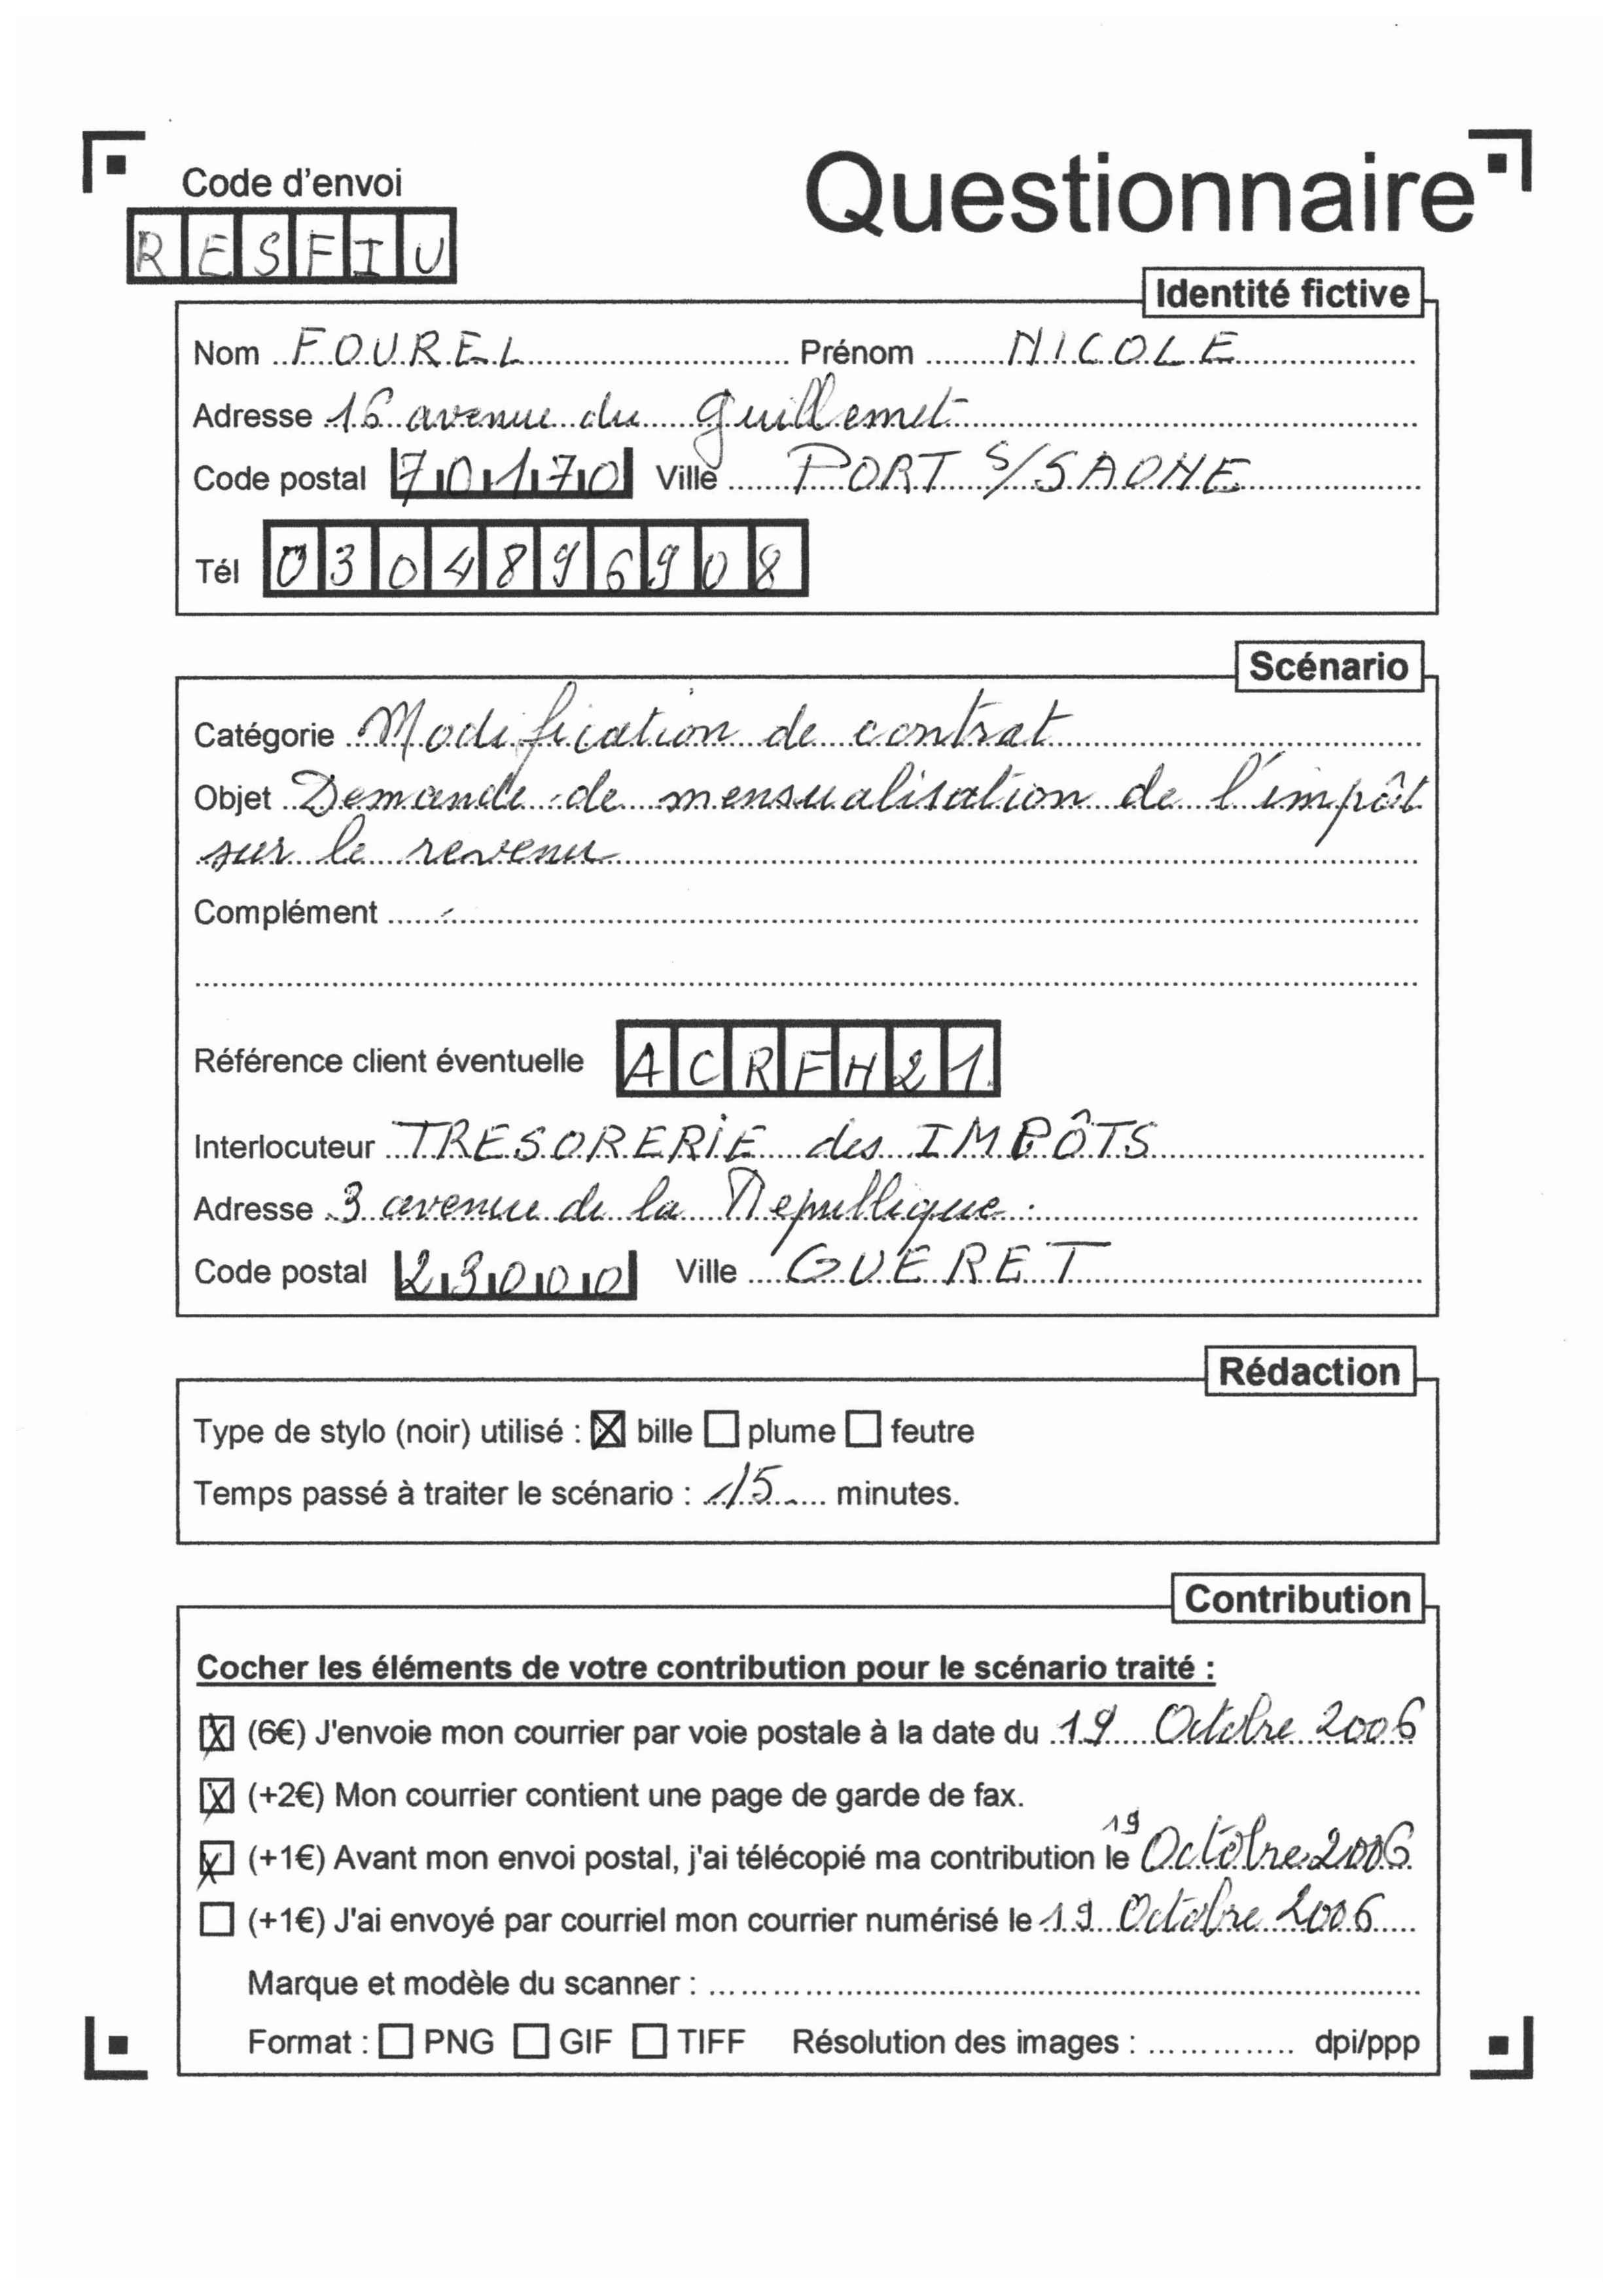 Code d'envoi
Questionnaire
RESFIU
Identité fictive
Nom FOUREL Prénom NICOLE
Adresse 16 avenue du Guillemet
Code postal 70170 Ville PORT S/SAONE
Tél 0304896908
Scénario
Catégorie Modification de contrat
Objet Demande de mensualisation de l'impôt
sur le revenu
Complément
Référence client éventuelle ACRFH21
Interlocuteur TRESORERIE des IMPÔTS
Adresse 3 avenue de la Republique
Code postal 23000 Ville GUERET
Rédaction
Type de stylo (noir) utilisé : ☒ bille ☐ plume ☐ feutre
Temps passé à traiter le scénario : 15 minutes.
Contribution
Cocher les éléments de votre contribution pour le scénario traité :
☒ (6€) J'envoie mon courrier par voie postale à la date du 19 Octobre 2006
☒ (+2€) Mon courrier contient une page de garde de fax.
☒ (+1€) Avant mon envoi postal, j'ai télécopié ma contribution le 19 Octobre 2006
☐ (+1€) J'ai envoyé par courriel mon courrier numérisé le 19 Octobre 2006
Marque et modèle du scanner :
Format : ☐ PNG ☐ GIF ☐ TIFF Résolution des images : dpi/ppp